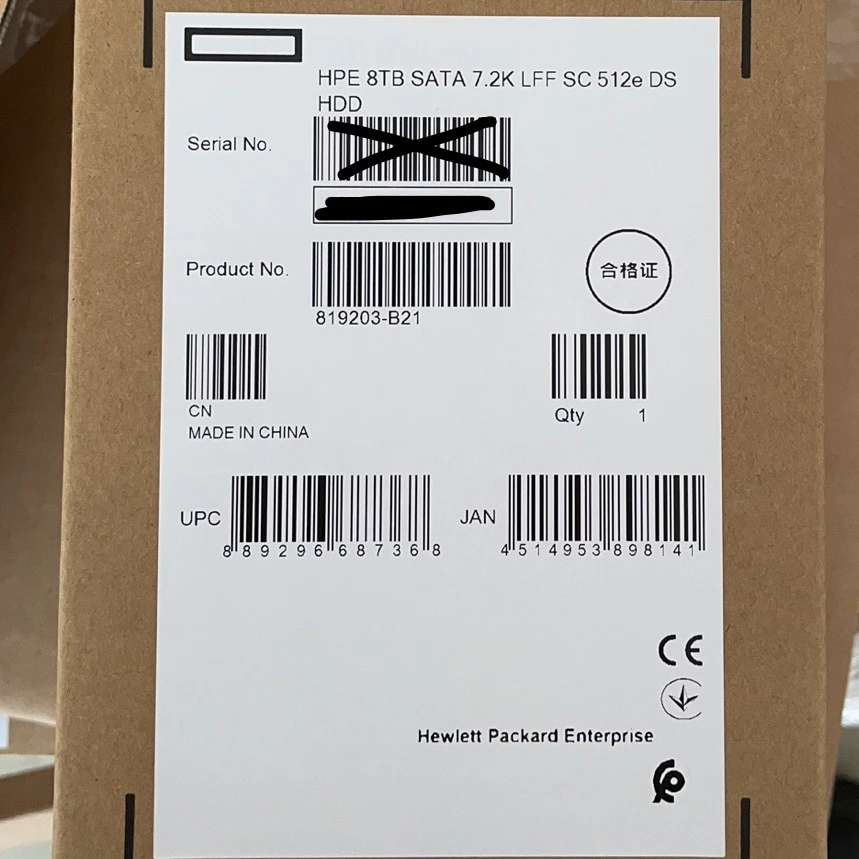 HPE 8TB SATA 7.2K LFF SC 512e DS
HDD
Serial No.
Product No.
合格证
819203-B21
CN
Qty 1
MADE IN CHINA
UPC
JAN
8 89296 68736 8
4 514953 898141
CE
Hewlett Packard Enterprise